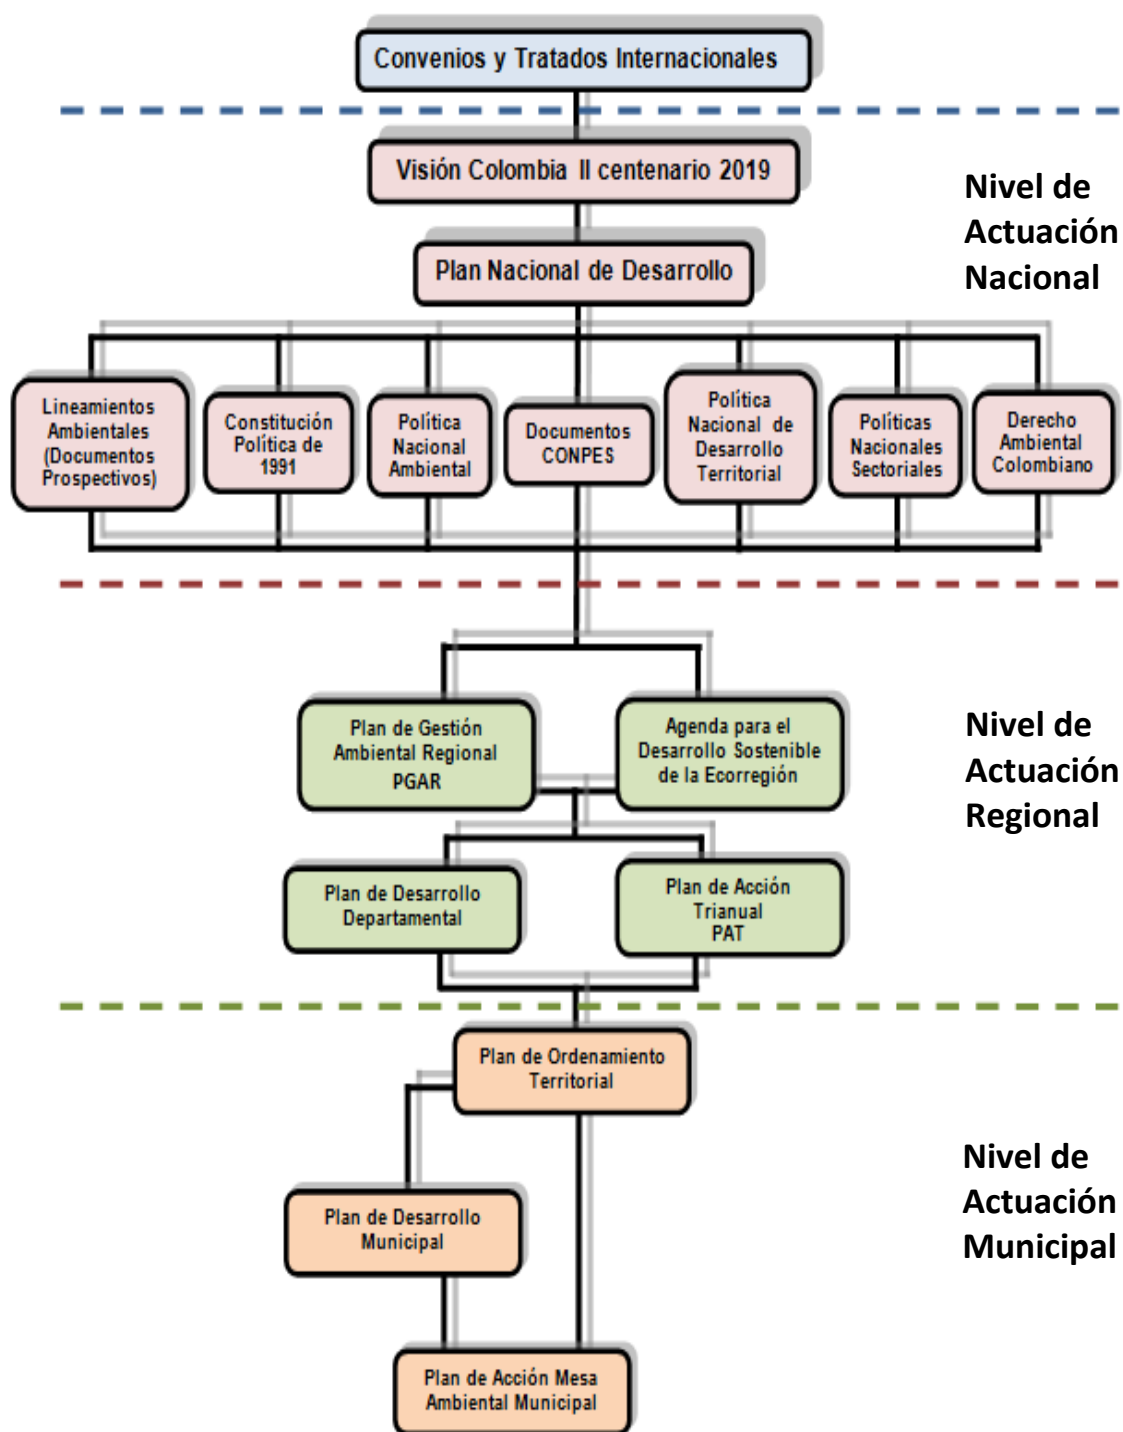 Convenios y Tratados Internacionales
Visión Colombia II centenario 2019
Nivel de
Actuación
Nacional
Plan Nacional de Desarrollo
Lineamientos
Ambientales
(Documentos
Prospectivos)
Constitución
Política de
1991
Política
Nacional
Ambiental
Documentos
CONPES
Política
Nacional de
Desarrollo
Territorial
Políticas
Nacionales
Sectoriales
Derecho
Ambiental
Colombiano
Plan de Gestión
Ambiental Regional
PGAR
Agenda para el
Desarrollo Sostenible
de la Ecorregión
Nivel de
Actuación
Regional
Plan de Desarrollo
Departamental
Plan de Acción
Trianual
PAT
Plan de Ordenamiento
Territorial
Plan de Desarrollo
Municipal
Nivel de
Actuación
Municipal
Plan de Acción Mesa
Ambiental Municipal